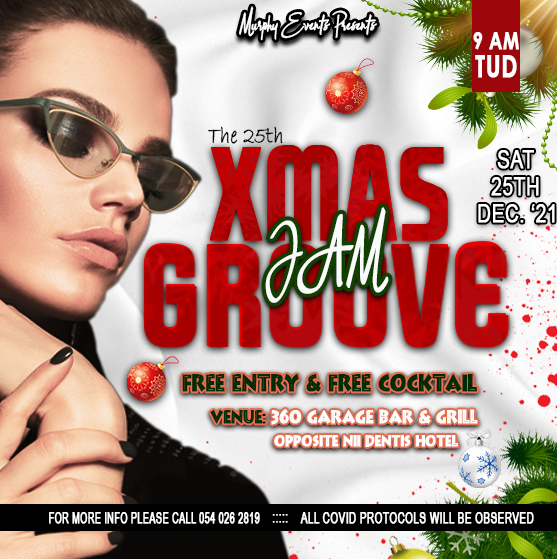 Murphy Events Presents
9 AM
TUD
The 25th
XMAS
JAM
GROOVE
SAT
25TH
DEC. '21
FREE ENTRY & FREE COCKTAIL
VENUE: 360 GARAGE BAR & GRILL
OPPOSITE NII DENTIS HOTEL
FOR MORE INFO PLEASE CALL 054 026 2819 ::::: ALL COVID PROTOCOLS WILL BE OBSERVED